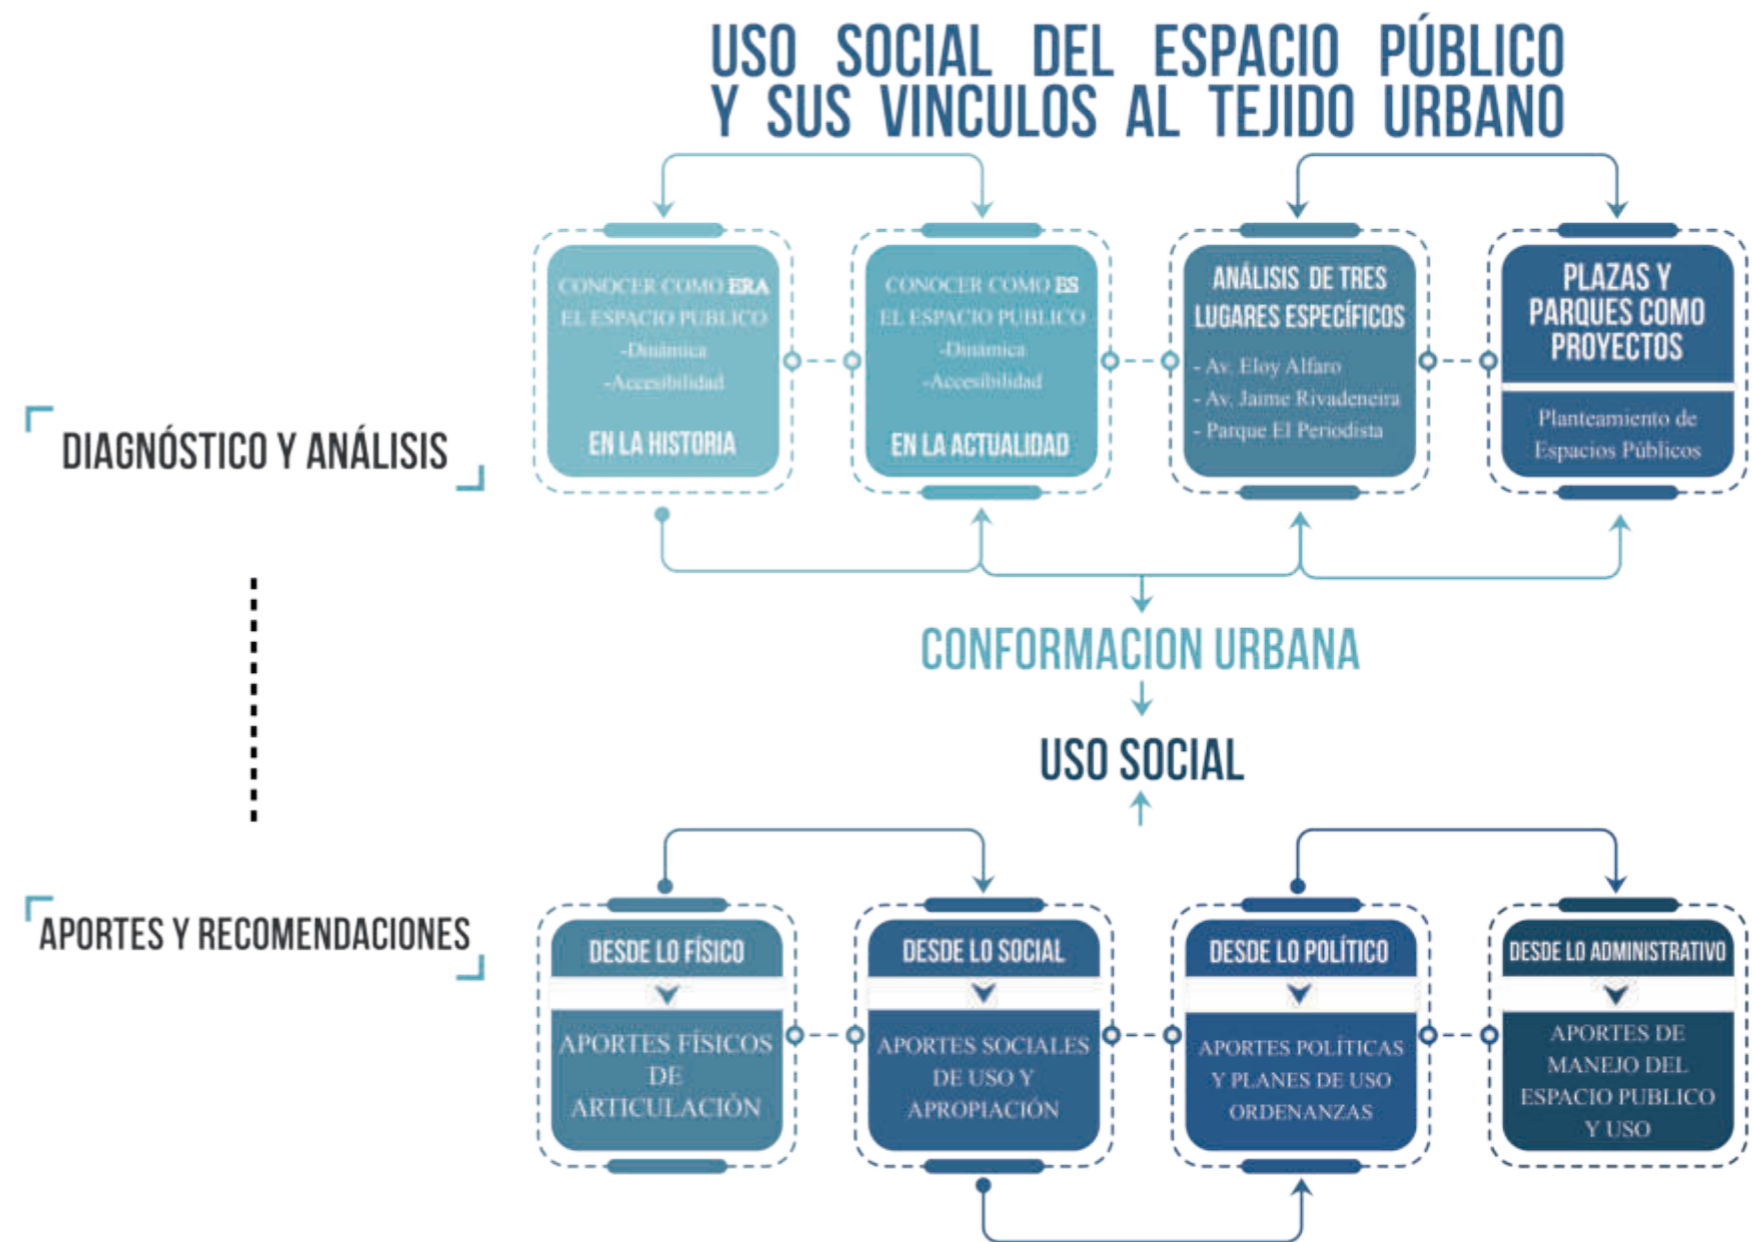 USO SOCIAL DEL ESPACIO PÚBLICO
Y SUS VINCULOS AL TEJIDO URBANO
DIAGNÓSTICO Y ANÁLISIS
CONOCER COMO ERA
EL ESPACIO PUBLICO
-Dinámica
-Accesibilidad
EN LA HISTORIA
CONOCER COMO ES
EL ESPACIO PUBLICO
-Dinamica
-Accesibilidad
EN LA ACTUALIDAD
ANÁLISIS DE TRES
LUGARES ESPECÍFICOS
- Av. Eloy Alfaro
- Av. Jaime Rivadeneira
- Parque El Periodista
PLAZAS Y
PARQUES COMO
PROYECTOS
Planteamiento de
Espacios Públicos
CONFORMACION URBANA
USO SOCIAL
APORTES Y RECOMENDACIONES
DESDE LO FÍSICO
APORTES FÍSICOS
DE
ARTICULACIÓN
DESDE LO SOCIAL
APORTES SOCIALES
DE USO Y
APROPIACIÓN
DESDE LO POLÍTICO
APORTES POLÍTICAS
Y PLANES DE USO
ORDENANZAS
DESDE LO ADMINISTRATIVO
APORTES DE
MANEJO DEL
ESPACIO PUBLICO
Y USO